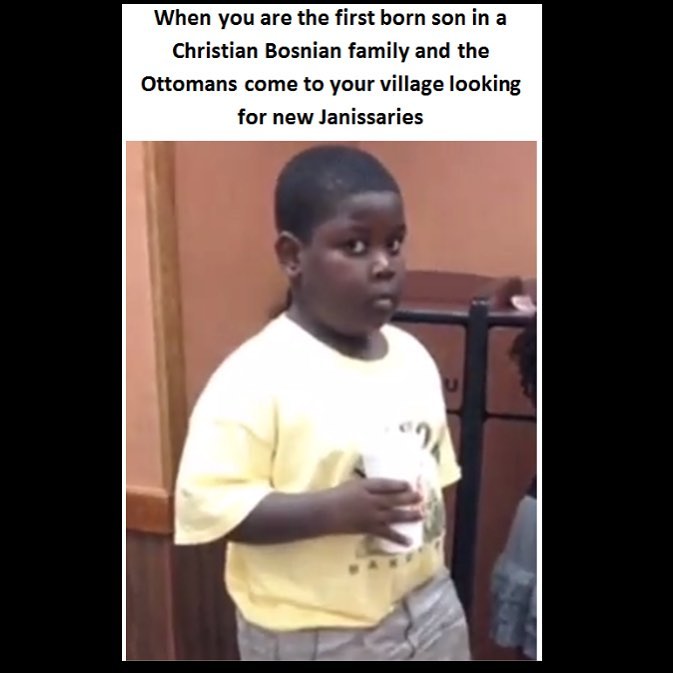 When you are the first born son in a
Christian Bosnian family and the
Ottomans come to your village looking
for new Janissaries